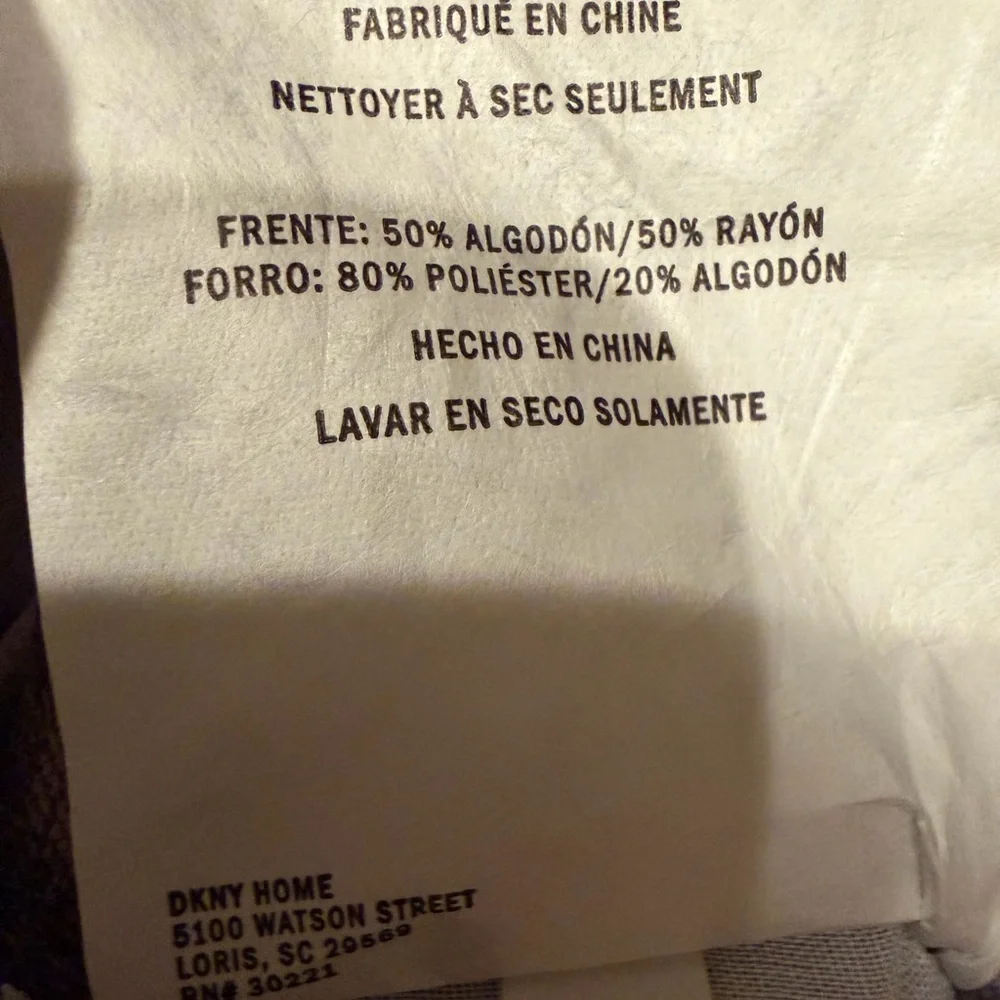 FABRIQUÉ EN CHINE
NETTOYER À SEC SEULEMENT
FRENTE: 50% ALGODÓN/50% RAYÓN
FORRO: 80% POLIÉSTER/20% ALGODÓN
HECHO EN CHINA
LAVAR EN SECO SOLAMENTE
DKNY HOME
5100 WATSON STREET
LORIS, SC 29569
RN# 30221